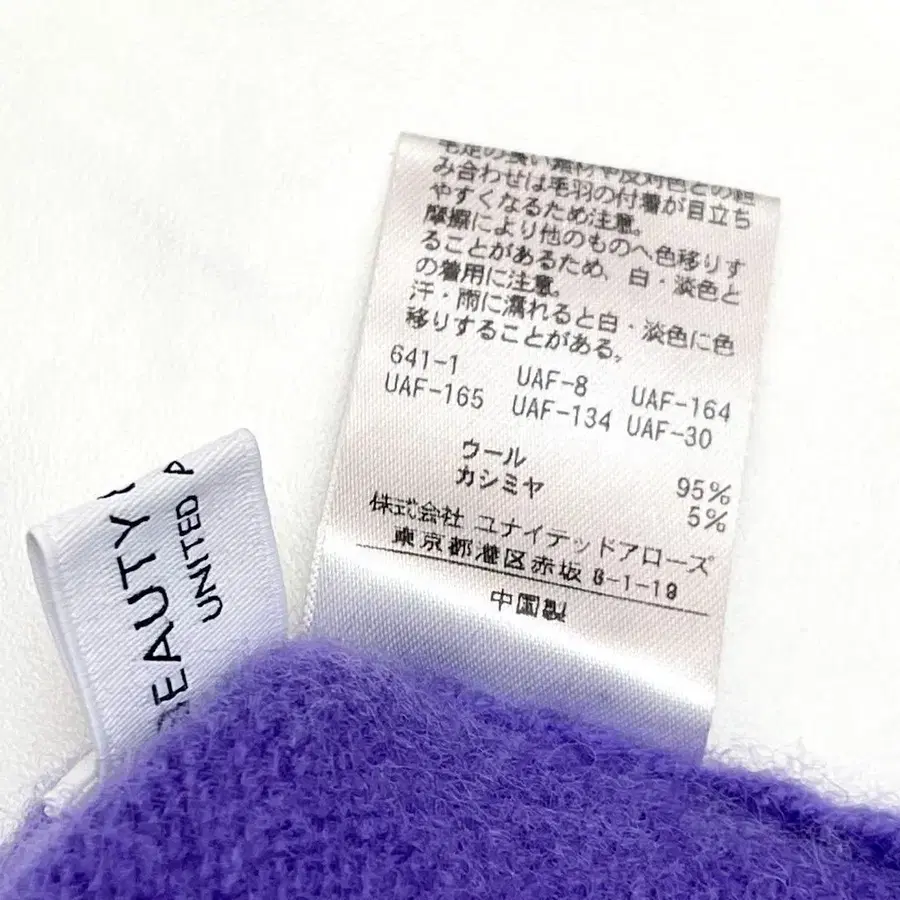 毛足の長い素材や反対色との組
み合わせは毛羽の付着が目立ち
やすくなるため注意。
摩擦により他のものへ色移りす
ることがあるため、白・淡色と
の着用に注意。
汗・雨に濡れると白・淡色に色
移りすることがある。
641-1 UAF-8 UAF-164
UAF-165 UAF-134 UAF-30
ウール 95%
カシミヤ 5%
株式会社 ユナイテッドアローズ
東京都港区赤坂 8-1-19
中国製
BEAUTY
UNITED A